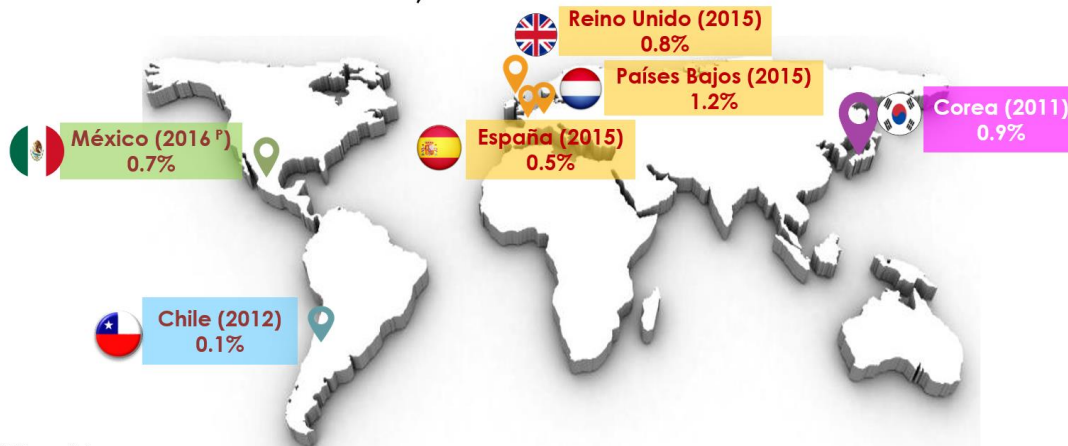 Reino Unido (2015)
0.8%
Países Bajos (2015)
1.2%
Corea (2011)
0.9%
México (2016 P)
0.7%
España (2015)
0.5%
Chile (2012)
0.1%